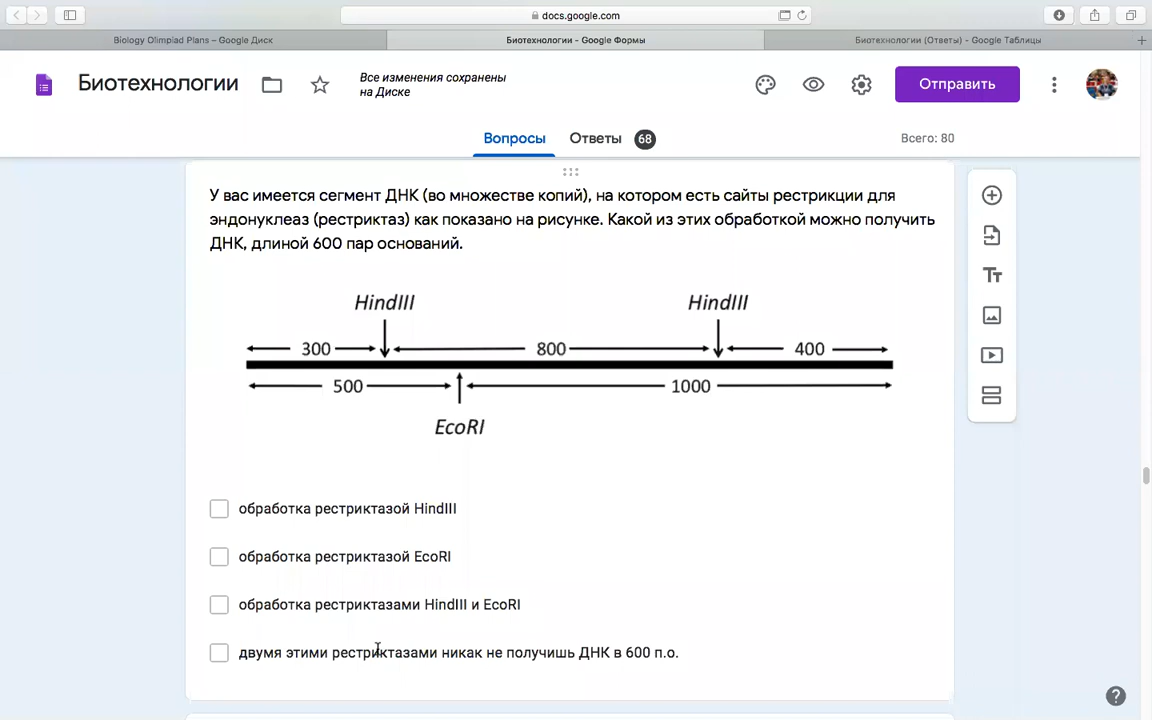 docs.google.com
Biology Olimpiad Plans – Google Диск
Биотехнологии - Google Формы
Биотехнологии (Ответы) - Google Таблицы
Биотехнологии
Все изменения сохранены
на Диске
Отправить
Вопросы
Ответы 68
Всего: 80
У вас имеется сегмент ДНК (во множестве копий), на котором есть сайты рестрикции для
эндонуклеаз (рестриктаз) как показано на рисунке. Какой из этих обработкой можно получить
ДНК, длиной 600 пар оснований.
HindIII
HindIII
300
800
400
500
1000
EcoRI
Tт
обработка рестриктазой HindIII
обработка рестриктазой EcoRI
обработка рестриктазами HindIII и EcoRI
двумя этими рестриктазами никак не получишь ДНК в 600 п.о.